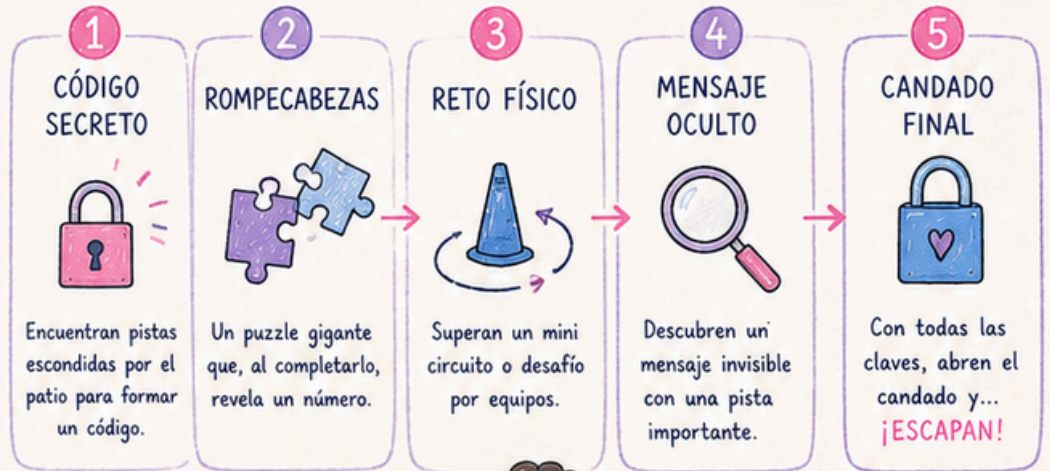 1
CÓDIGO
SECRETO
Encuentran pistas
escondidas por el
patio para formar
un código.
2
ROMPECABEZAS
Un puzzle gigante
que, al completarlo,
revela un número.
3
RETO FÍSICO
Superan un mini
circuito o desafío
por equipos.
4
MENSAJE
OCULTO
Descubren un
mensaje invisible
con una pista
importante.
5
CANDADO
FINAL
Con todas las
claves, abren el
candado y...
¡ESCAPAN!